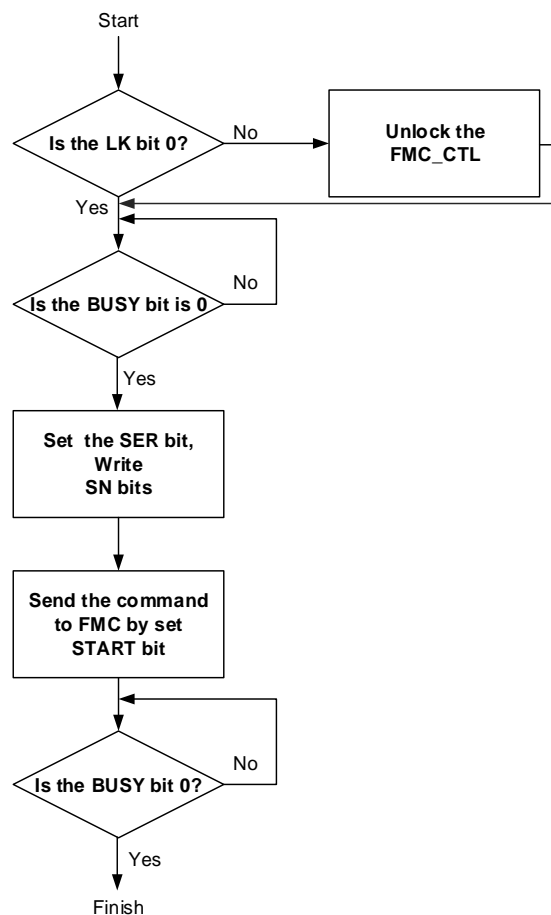 Start
Is the LK bit 0?
No
Unlock the
FMC_CTL
Yes
Is the BUSY bit is 0
No
Yes
Set the SER bit,
Write
SN bits
Send the command
to FMC by set
START bit
Is the BUSY bit 0?
No
Yes
Finish